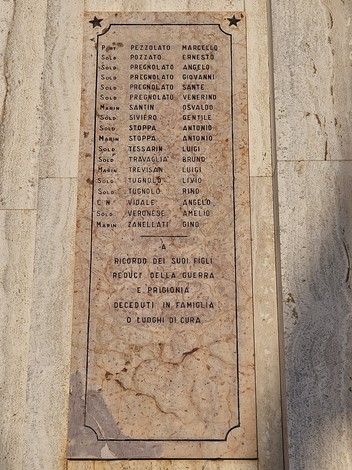 Port. PEZZOLATO MARCELLO
Sold. POZZATO ERNESTO
Sold. PREGNOLATO ANGELO
Sold. PREGNOLATO GIOVANNI
Sold. PREGNOLATO SANTE
Sold. PREGNOLATO VENERINO
Marin SANTIN OSVALDO
Sold. SIVIERO GENTILE
Sold. STOPPA ANTONIO
Marin STOPPA ANTONIO
Sold. TESSARIN LUIGI
Sold. TRAVAGLIA BRUNO
Marin TREVISAN LUIGI
Sold. TUGNOLO LIVIO
Sold. TUGNOLO RINO
C.N. VIDALE ANGELO
Sold. VERONESE AMELIO
Marin ZANELLATI GINO
A
RICORDO DEI SUOI FIGLI
REDUCI DELLA GUERRA
E PRIGIONIA
DECEDUTI IN FAMIGLIA
O LUOGHI DI CURA